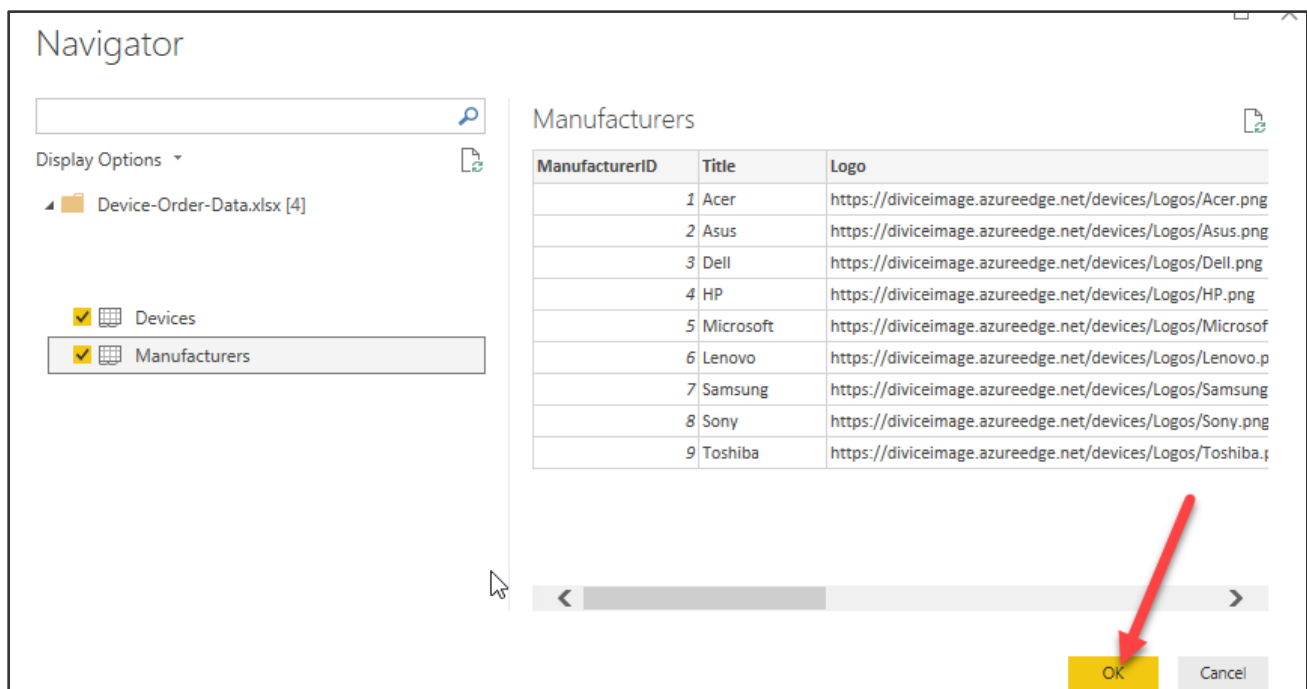 Navigator
Display Options
Device-Order-Data.xlsx [4]
Devices
Manufacturers
Manufacturers
ManufacturerID Title Logo
1 Acer https://diviceimage.azureedge.net/devices/Logos/Acer.png
2 Asus https://diviceimage.azureedge.net/devices/Logos/Asus.png
3 Dell https://diviceimage.azureedge.net/devices/Logos/Dell.png
4 HP https://diviceimage.azureedge.net/devices/Logos/HP.png
5 Microsoft https://diviceimage.azureedge.net/devices/Logos/Microsof
6 Lenovo https://diviceimage.azureedge.net/devices/Logos/Lenovo.p
7 Samsung https://diviceimage.azureedge.net/devices/Logos/Samsung
8 Sony https://diviceimage.azureedge.net/devices/Logos/Sony.png
9 Toshiba https://diviceimage.azureedge.net/devices/Logos/Toshiba.p
OK Cancel